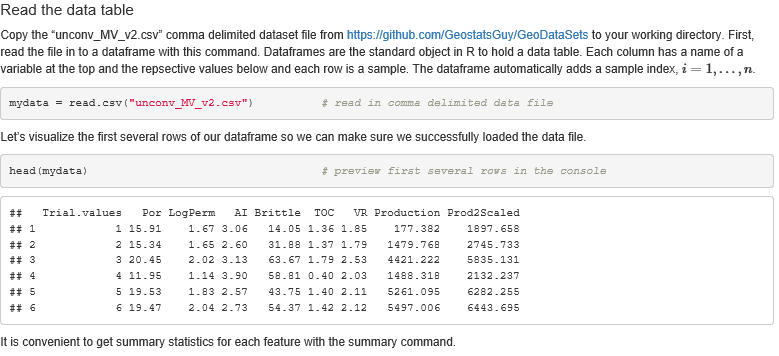 Read the data table
Copy the “unconv_MV_v2.csv” comma delimited dataset file from https://github.com/GeostatsGuy/GeoDataSets to your working directory. First,
read the file in to a dataframe with this command. Dataframes are the standard object in R to hold a data table. Each column has a name of a
variable at the top and the repsective values below and each row is a sample. The dataframe automatically adds a sample index, i = 1,...,n.
mydata = read.csv("unconv_MV_v2.csv") # read in comma delimited data file
Let’s visualize the first several rows of our dataframe so we can make sure we successfully loaded the data file.
head(mydata) # preview first several rows in the console
## Trial.values Por LogPerm AI Brittle TOC VR Production Prod2Scaled
## 1 1 15.91 1.67 3.06 14.05 1.36 1.85 177.382 1897.658
## 2 2 15.34 1.65 2.60 31.88 1.37 1.79 1479.768 2745.733
## 3 3 20.45 2.02 3.13 63.67 1.79 2.53 4421.222 5835.131
## 4 4 11.95 1.14 3.90 58.81 0.40 2.03 1488.318 2132.237
## 5 5 19.53 1.83 2.57 43.75 1.40 2.11 5261.095 6282.255
## 6 6 19.47 2.04 2.73 54.37 1.42 2.12 5497.006 6443.695
It is convenient to get summary statistics for each feature with the summary command.